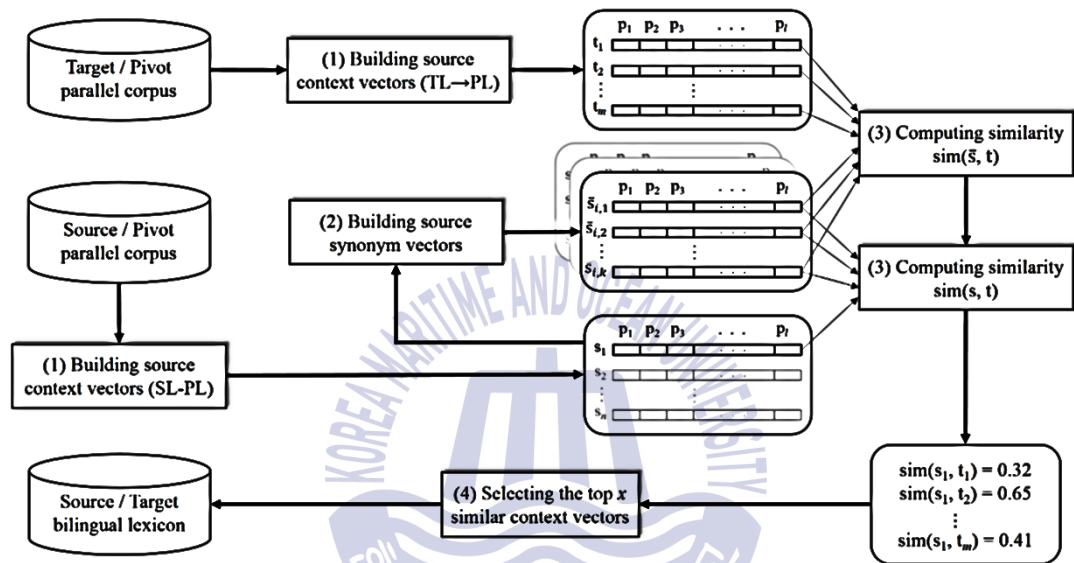 Target / Pivot
parallel corpus
(1) Building source
context vectors (TL→PL)
p₁ p₂ p₃ · · · pₗ
t₁
t₂
⋮ ⋮
tₘ
(3) Computing similarity
sim(s̄, t)
Source / Pivot
parallel corpus
(2) Building source
synonym vectors
p₁ p₂ p₃ · · · pₗ
s̄ᵢ,₁
s̄ᵢ,₂
⋮ ⋮
s̄ᵢ,ₖ
(3) Computing similarity
sim(s, t)
(1) Building source
context vectors (SL-PL)
p₁ p₂ p₃ · · · pₗ
s₁
s₂
⋮ ⋮
sₙ
sim(s₁, t₁) = 0.32
sim(s₁, t₂) = 0.65
⋮
sim(s₁, tₘ) = 0.41
(4) Selecting the top x
similar context vectors
Source / Target
bilingual lexicon
KOREA MARITIME AND OCEAN UNIVERSITY